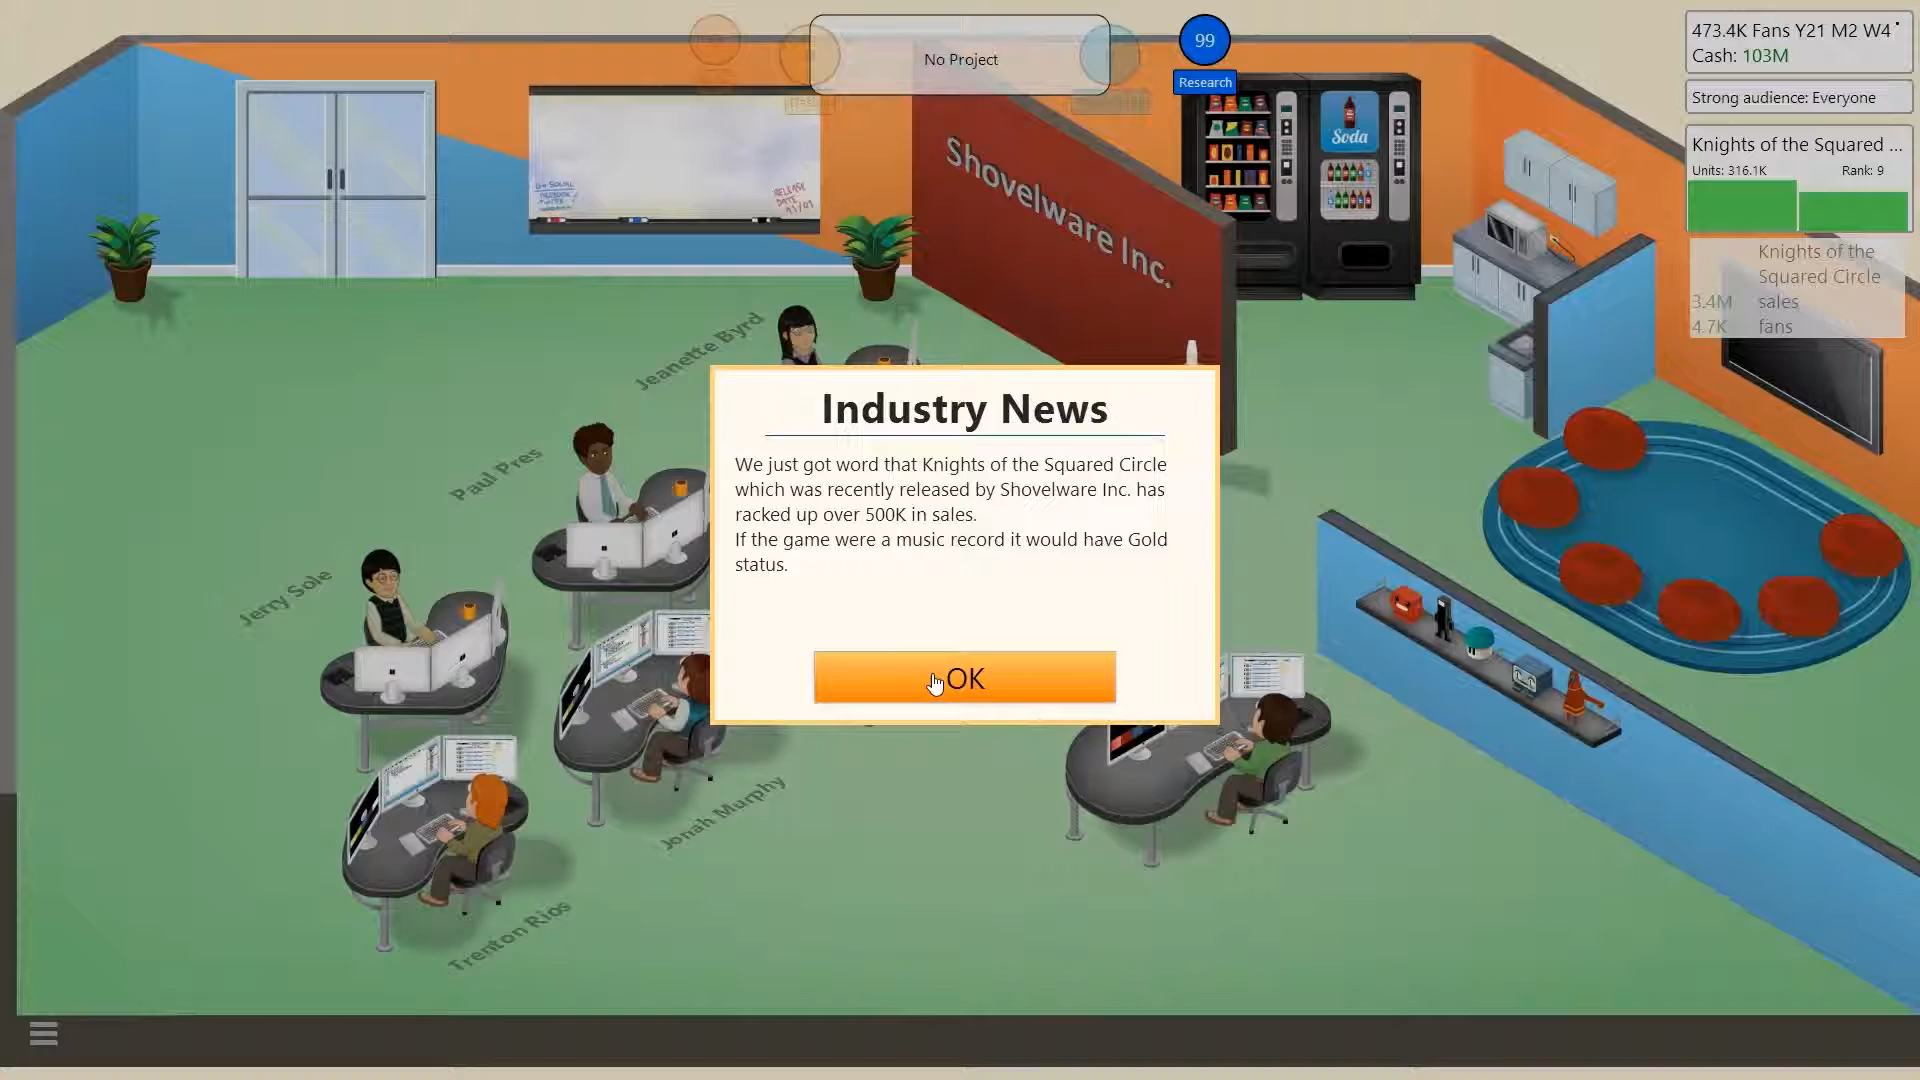 No Project
99
Research
473.4K Fans Y21 M2 W4
Cash: 103M
Strong audience: Everyone
Knights of the Squared ...
Units: 316.1K Rank: 9
Knights of the
Squared Circle
3.4M sales
4.7K fans
RELEASE
DATE
Shovelware Inc.
Soda
Jeanette Byrd
Paul Pres
Jerry Sole
Jonah Murphy
Trenton Rios
Industry News
We just got word that Knights of the Squared Circle
which was recently released by Shovelware Inc. has
racked up over 500K in sales.
If the game were a music record it would have Gold
status.
OK